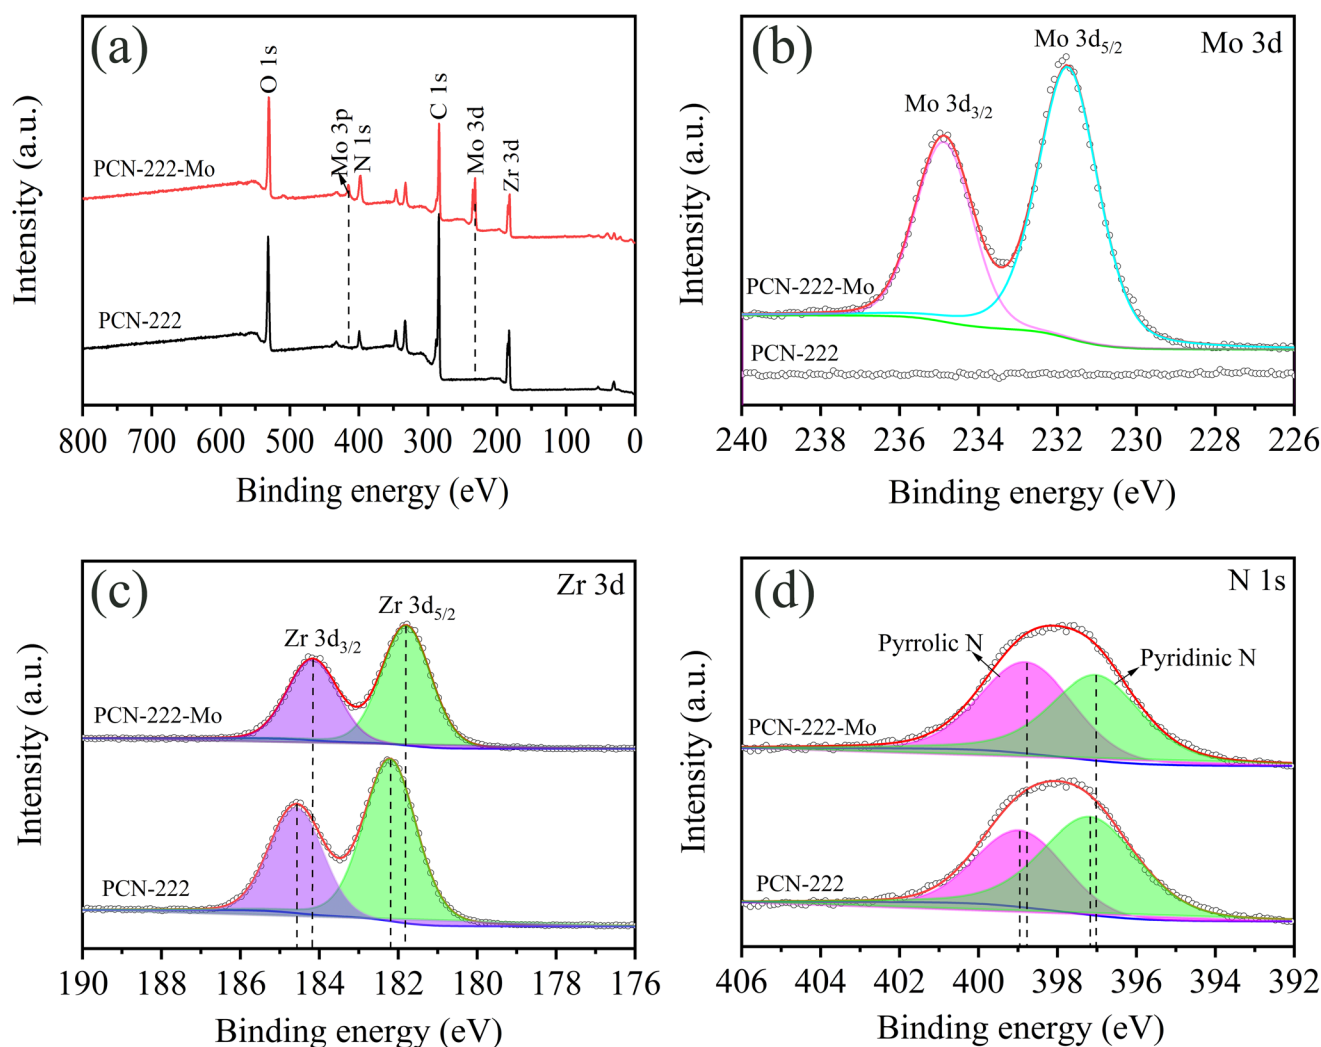 (a)
O 1s
Mo 3p
N 1s
C 1s
Mo 3d
Zr 3d
PCN-222-Mo
PCN-222
Intensity (a.u.)
800 700 600 500 400 300 200 100 0
Binding energy (eV)
(b)
Mo 3d
Mo 3d5/2
Mo 3d3/2
PCN-222-Mo
PCN-222
Intensity (a.u.)
240 238 236 234 232 230 228 226
Binding energy (eV)
(c)
Zr 3d
Zr 3d5/2
Zr 3d3/2
PCN-222-Mo
PCN-222
Intensity (a.u.)
190 188 186 184 182 180 178 176
Binding energy (eV)
(d)
N 1s
Pyrrolic N
Pyridinic N
PCN-222-Mo
PCN-222
Intensity (a.u.)
406 404 402 400 398 396 394 392
Binding energy (eV)